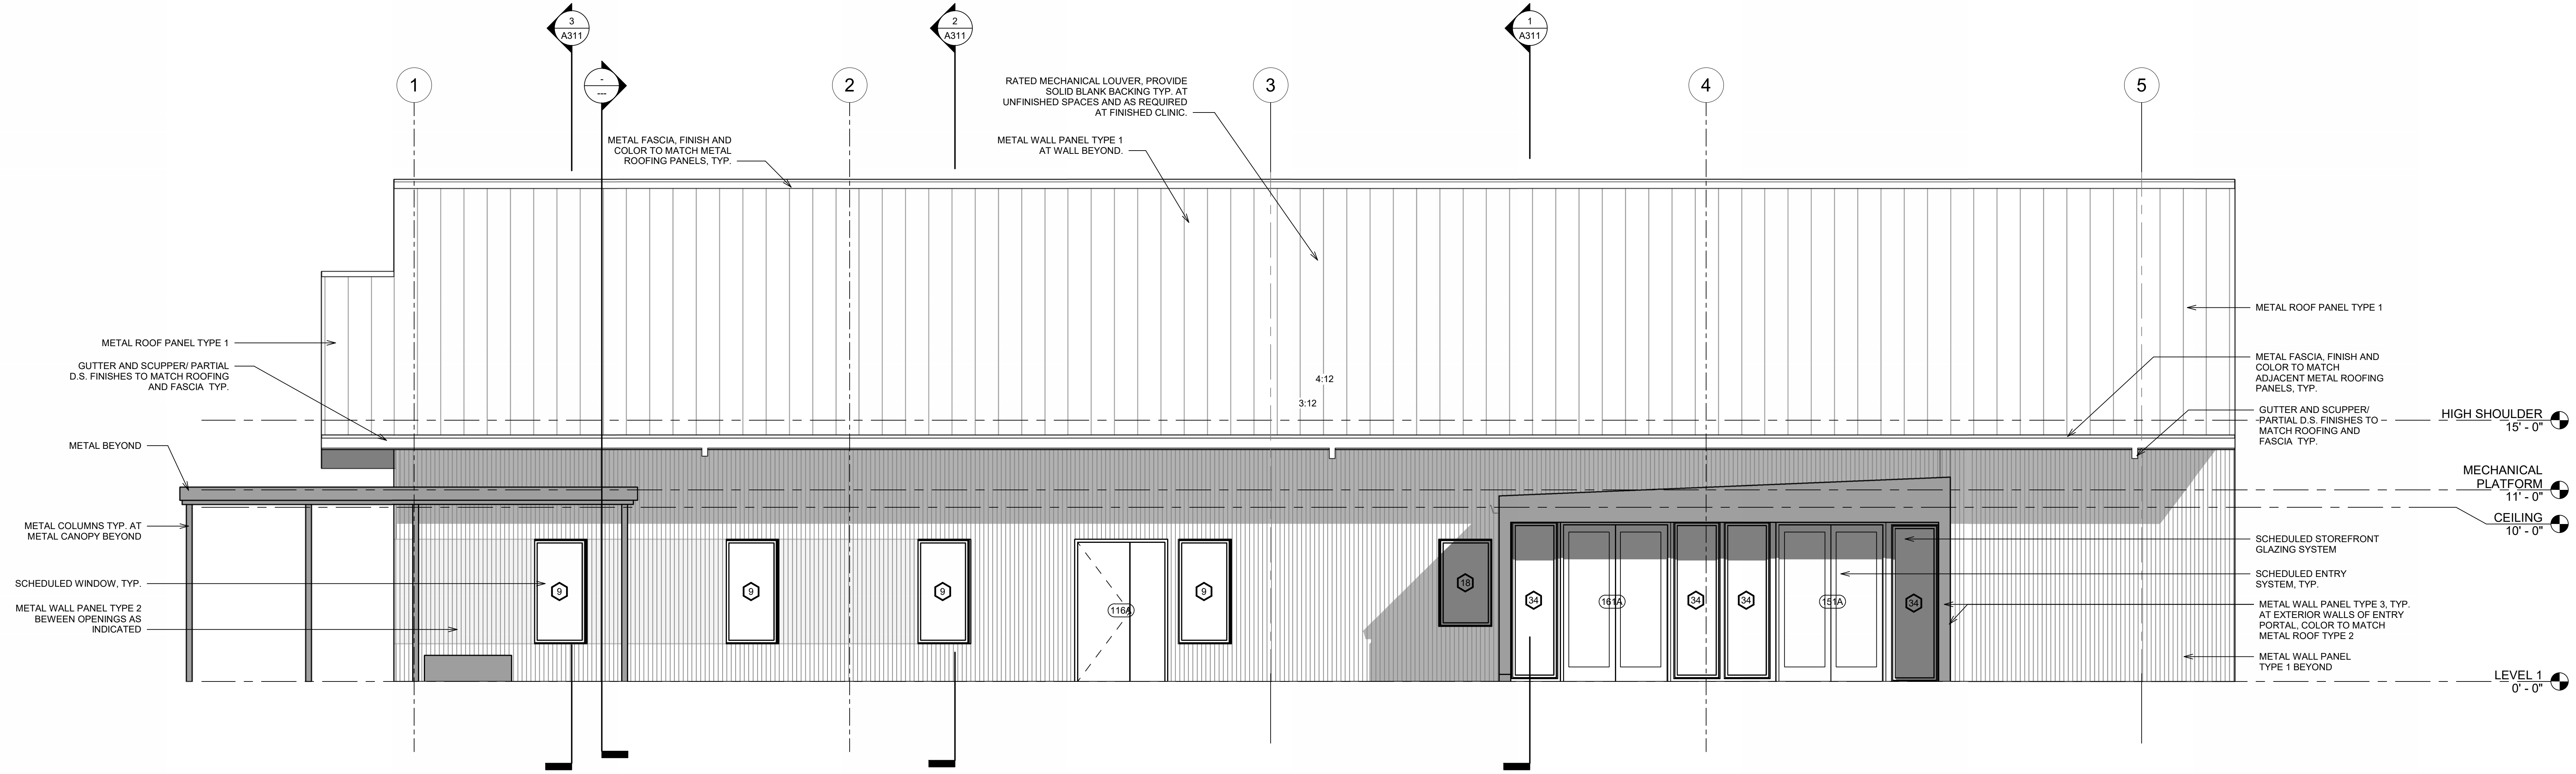 3
A311
2
A311
1
A311
-
---
1
2
3
4
5
RATED MECHANICAL LOUVER, PROVIDE
SOLID BLANK BACKING TYP. AT
UNFINISHED SPACES AND AS REQUIRED
AT FINISHED CLINIC.
METAL FASCIA, FINISH AND
COLOR TO MATCH METAL
ROOFING PANELS, TYP.
METAL WALL PANEL TYPE 1
AT WALL BEYOND.
METAL ROOF PANEL TYPE 1
GUTTER AND SCUPPER/ PARTIAL
D.S. FINISHES TO MATCH ROOFING
AND FASCIA TYP.
METAL BEYOND
METAL COLUMNS TYP. AT
METAL CANOPY BEYOND
SCHEDULED WINDOW, TYP.
METAL WALL PANEL TYPE 2
BEWEEN OPENINGS AS
INDICATED
4:12
3:12
9
9
9
116A
9
18
34
161A
34
34
151A
34
METAL ROOF PANEL TYPE 1
METAL FASCIA, FINISH AND
COLOR TO MATCH
ADJACENT METAL ROOFING
PANELS, TYP.
GUTTER AND SCUPPER/
PARTIAL D.S. FINISHES TO
MATCH ROOFING AND
FASCIA TYP.
SCHEDULED STOREFRONT
GLAZING SYSTEM
SCHEDULED ENTRY
SYSTEM, TYP.
METAL WALL PANEL TYPE 3, TYP.
AT EXTERIOR WALLS OF ENTRY
PORTAL, COLOR TO MATCH
METAL ROOF TYPE 2
METAL WALL PANEL
TYPE 1 BEYOND
HIGH SHOULDER
15' - 0"
MECHANICAL
PLATFORM
11' - 0"
CEILING
10' - 0"
LEVEL 1
0' - 0"